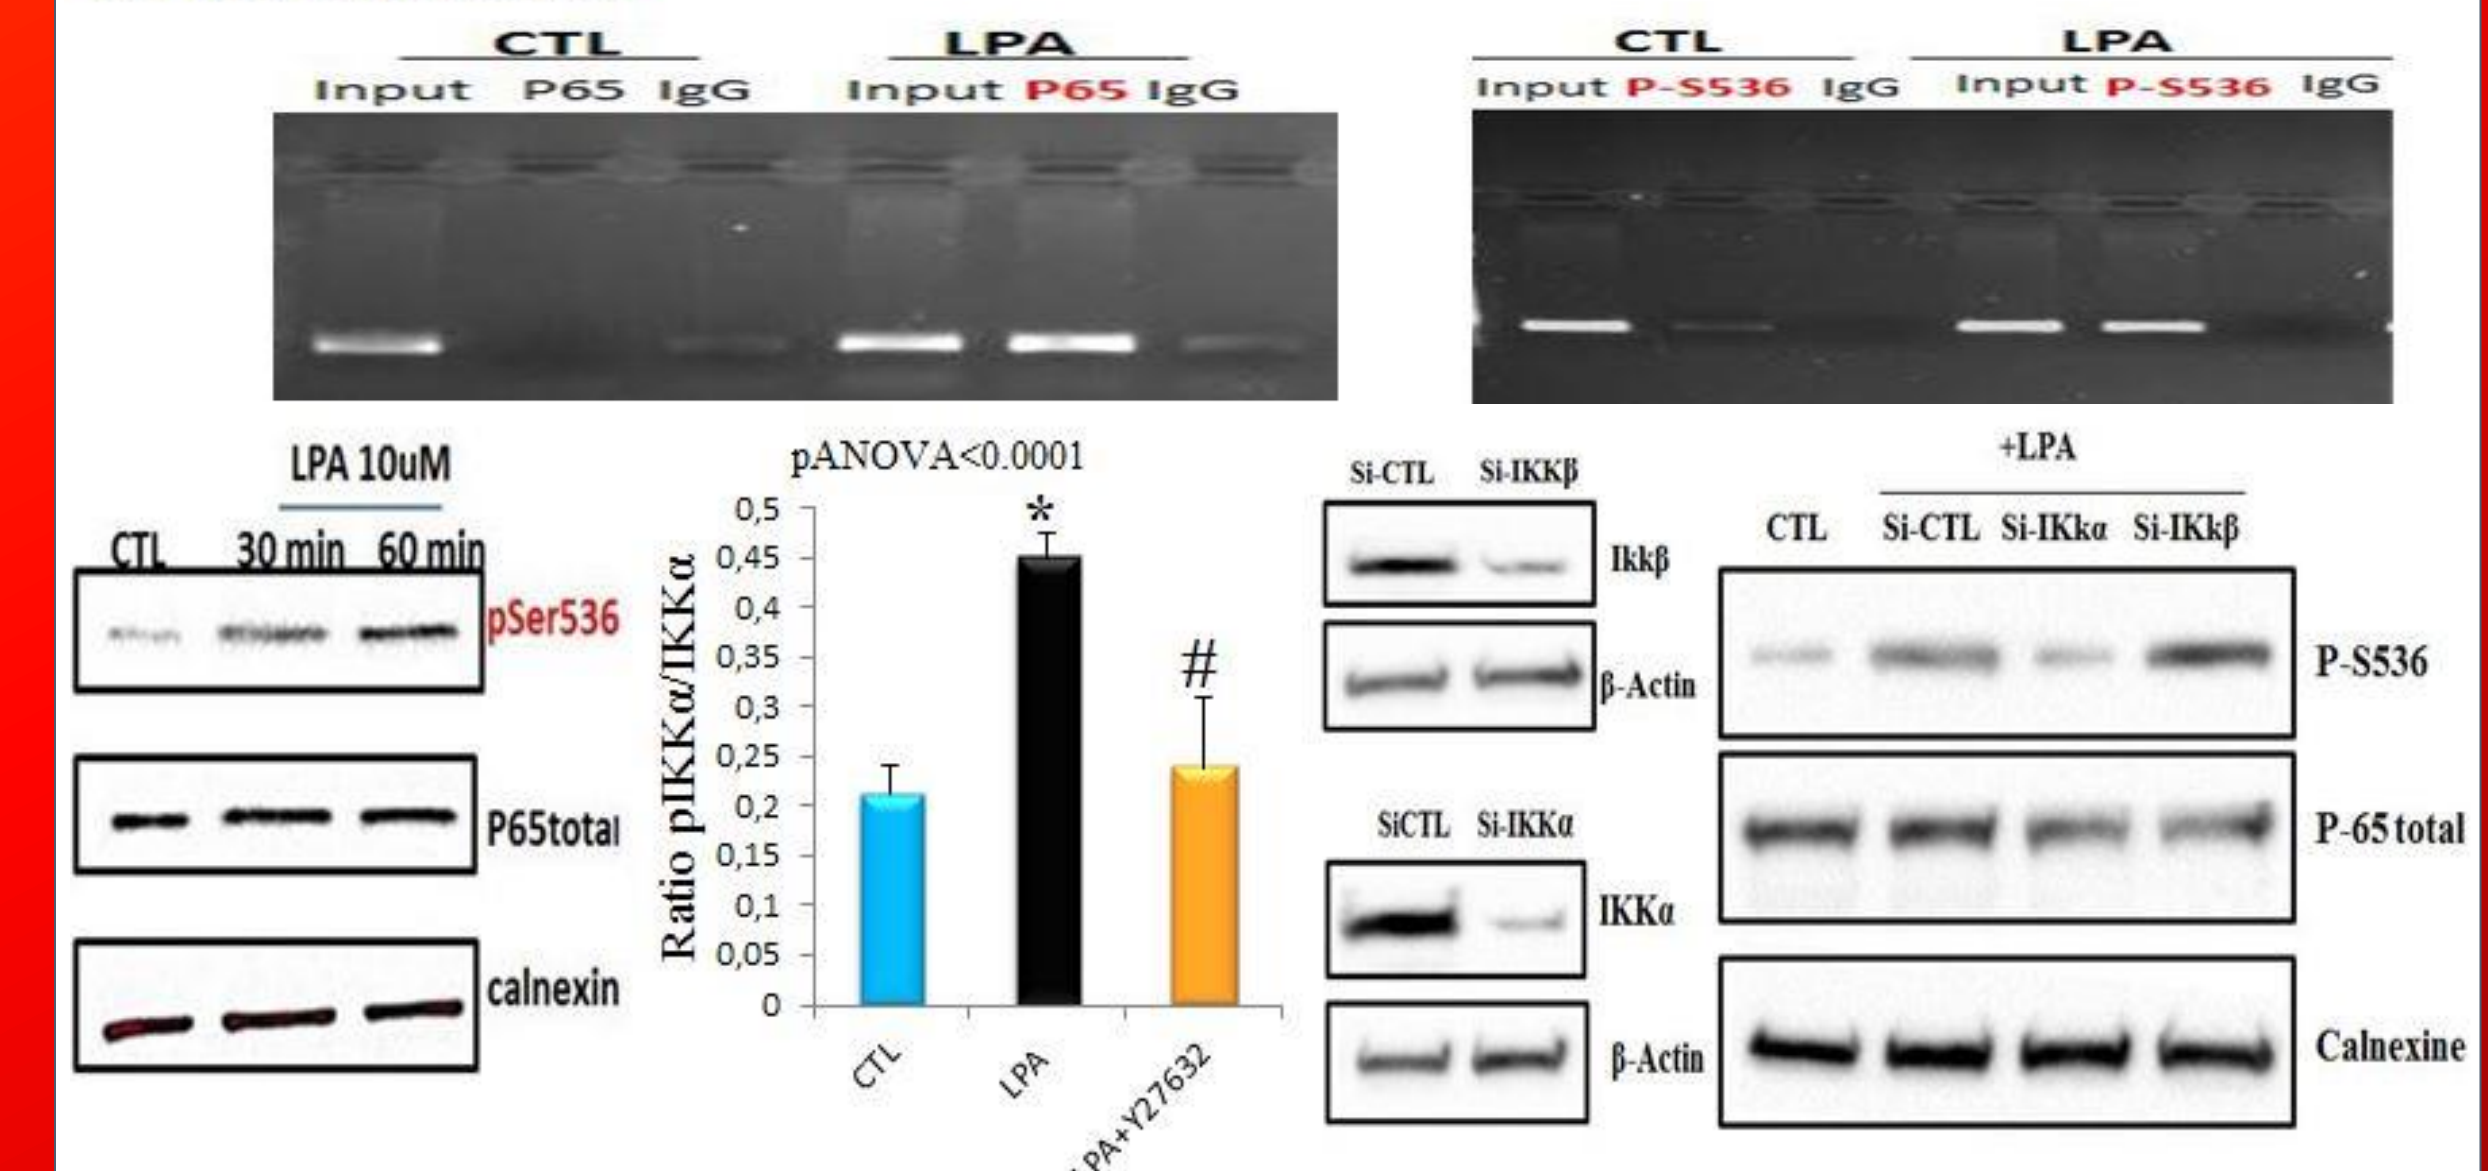 CTL LPA
Input P65 IgG Input P65 IgG
CTL LPA
Input P-S536 IgG Input P-S536 IgG
LPA 10uM
CTL 30 min 60 min
pSer536
P65total
calnexin
pANOVA<0.0001
Ratio pIKKα/IKKα
0,5
*
0,45
0,4
0,35
#
0,3
0,25
0,2
0,15
0,1
0,05
0
CTL
LPA
LPA+Y27632
Si-CTL Si-IKKβ
Ikkβ
β-Actin
SiCTL Si-IKKα
IKKα
β-Actin
+LPA
CTL Si-CTL Si-IKkα Si-IKkβ
P-S536
P-65 total
Calnexine